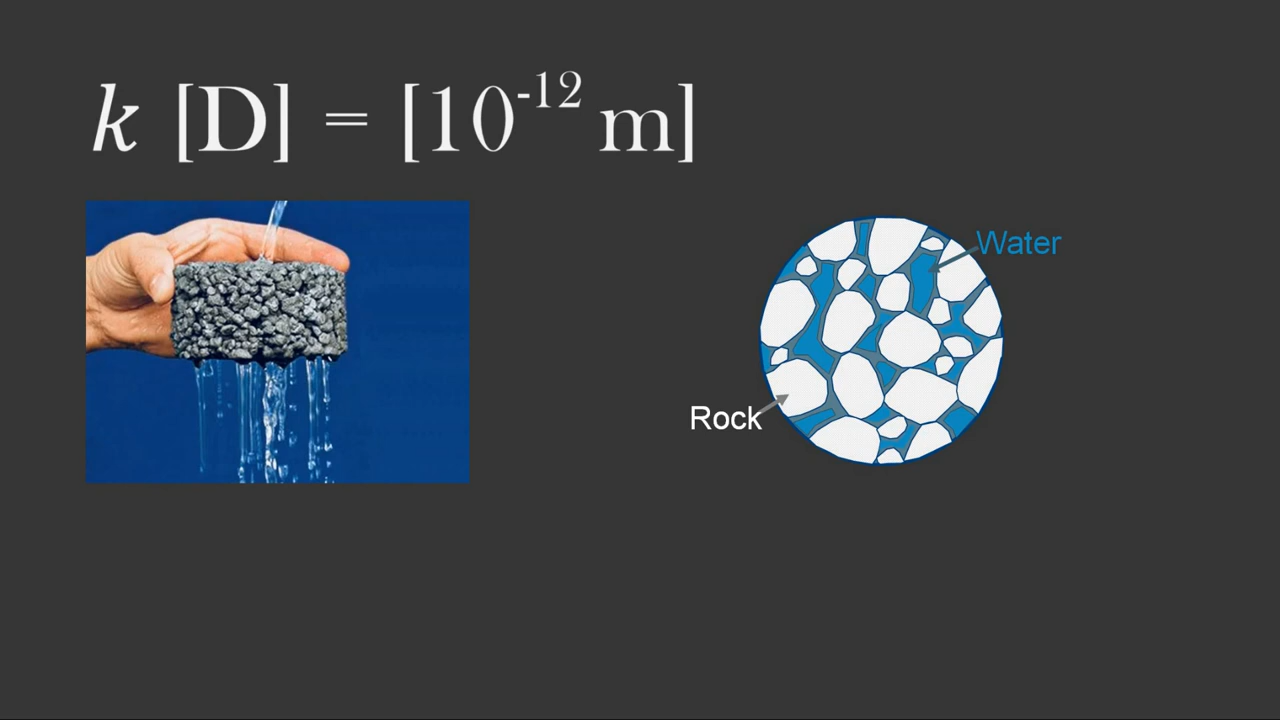 k [D] = [10⁻¹² m]
Water
Rock